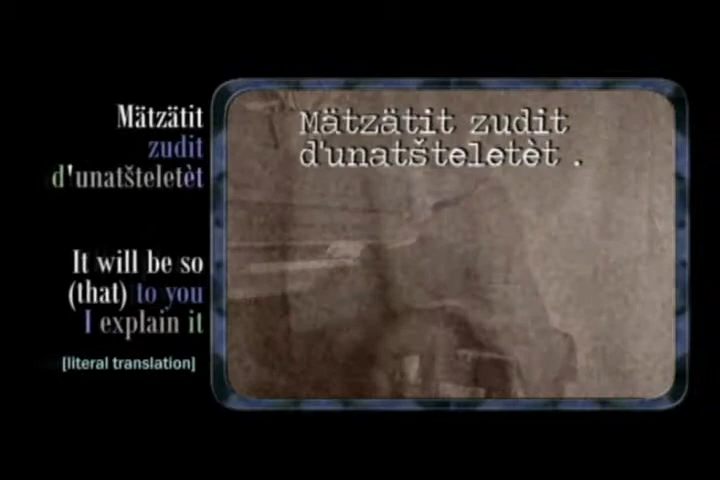 Mätzätit
zudit
d'unatšteletèt
It will be so
(that) to you
I explain it
[literal translation]
Mätzätit zudit
d'unatšteletèt .